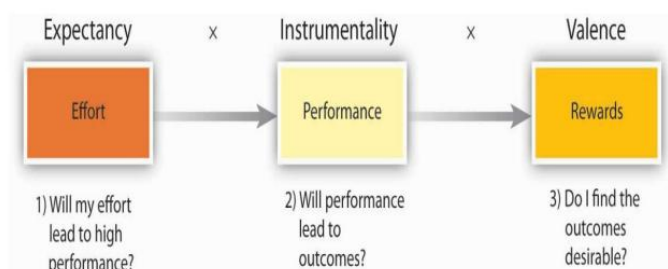 Expectancy x Instrumentality x Valence
Effort Performance Rewards
1) Will my effort
lead to high
performance?
2) Will performance
lead to
outcomes?
3) Do I find the
outcomes
desirable?